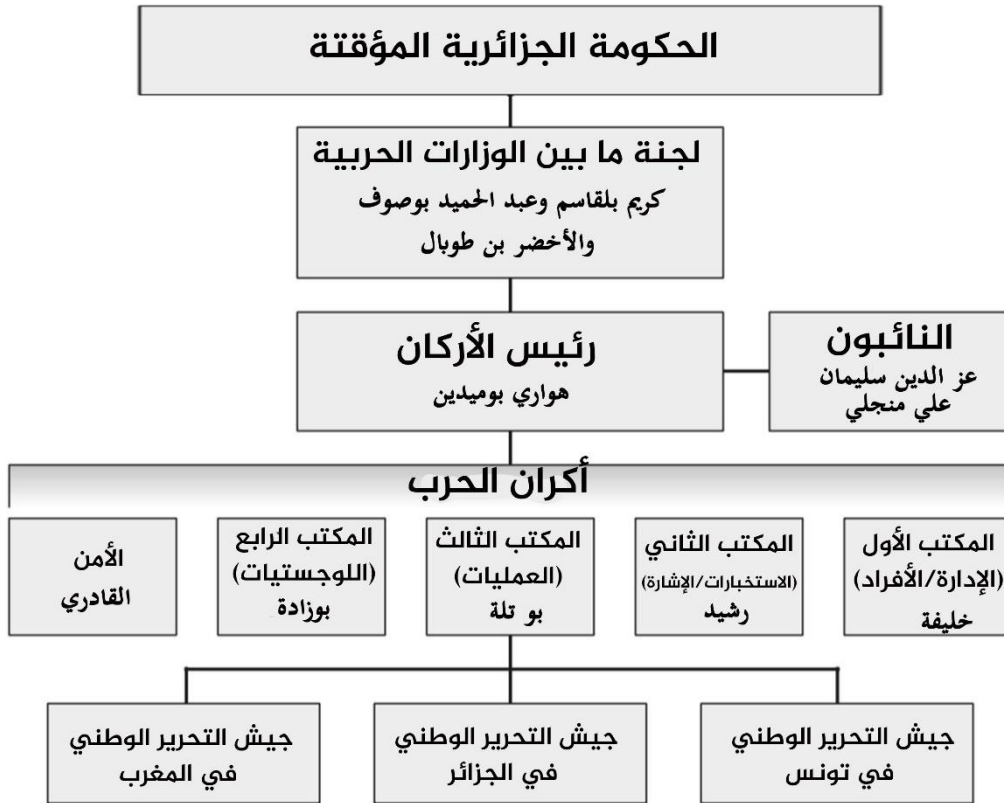 الحكومة الجزائرية المؤقتة
لجنة ما بين الوزارات الحربية
كريم بلقاسم وعبد الحميد بوصوف
والأخضر بن طوبال
رئيس الأركان
هواري بوميدين
النائبون
عز الدين سليمان
علي منجلي
أكران الحرب
المكتب الأول
(الإدارة/الأفراد)
خليفة
المكتب الثاني
(الاستخبارات/الإشارة)
رشيد
المكتب الثالث
(العمليات)
بو تلة
المكتب الرابع
(اللوجستيات)
بوزادة
الأمن
القادري
جيش التحرير الوطني
في تونس
جيش التحرير الوطني
في الجزائر
جيش التحرير الوطني
في المغرب